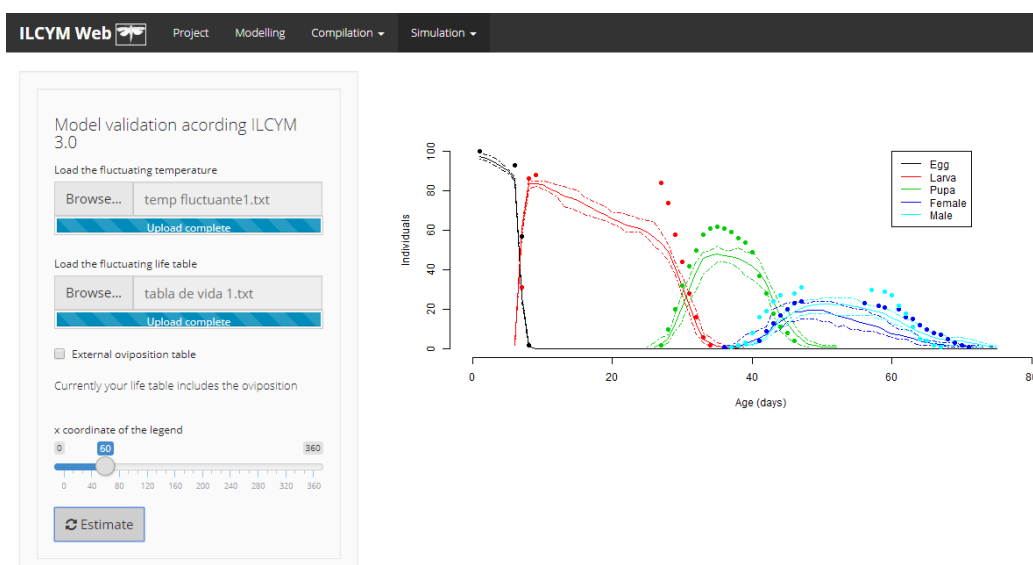 ILCYM Web Project Modelling Compilation Simulation
Model validation acording ILCYM
3.0
Load the fluctuating temperature
Browse... temp fluctuante1.txt
Upload complete
Load the fluctuating life table
Browse... tabla de vida 1.txt
Upload complete
External oviposition table
Currently your life table includes the oviposition
x coordinate of the legend
0 60 360
0 40 80 120 160 200 240 280 320 360
Estimate
Individuals
100
80
60
40
20
0
Egg
Larva
Pupa
Female
Male
0 20 40 60 80
Age (days)